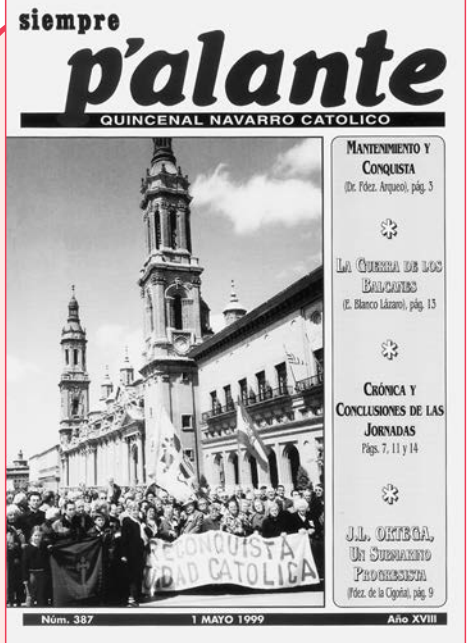 siempre
p'alante
QUINCENAL NAVARRO CATOLICO
MANTENIMIENTO Y
CONQUISTA
(Dr. Fdez. Arqueo), pág. 3
LA GUERRA DE LOS
BALCANES
(E. Blanco Lázaro), pág. 13
CRÓNICA Y
CONCLUSIONES DE LAS
JORNADAS
Págs. 7, 11 y 14
J.L. ORTEGA,
UN SUBMARINO
PROGRESISTA
(Fdez. de la Cigoña), pág. 9
RECONQUISTA
DAD CATOLICA
Núm. 387
1 MAYO 1999
Año XVIII